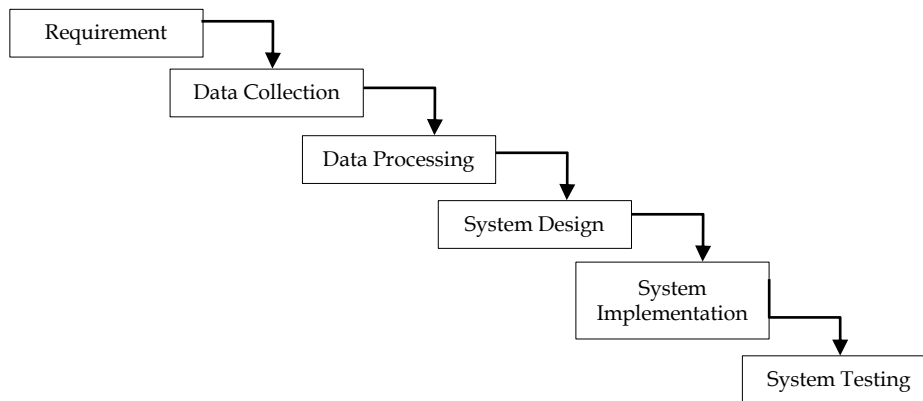 Requirement
Data Collection
Data Processing
System Design
System
Implementation
System Testing